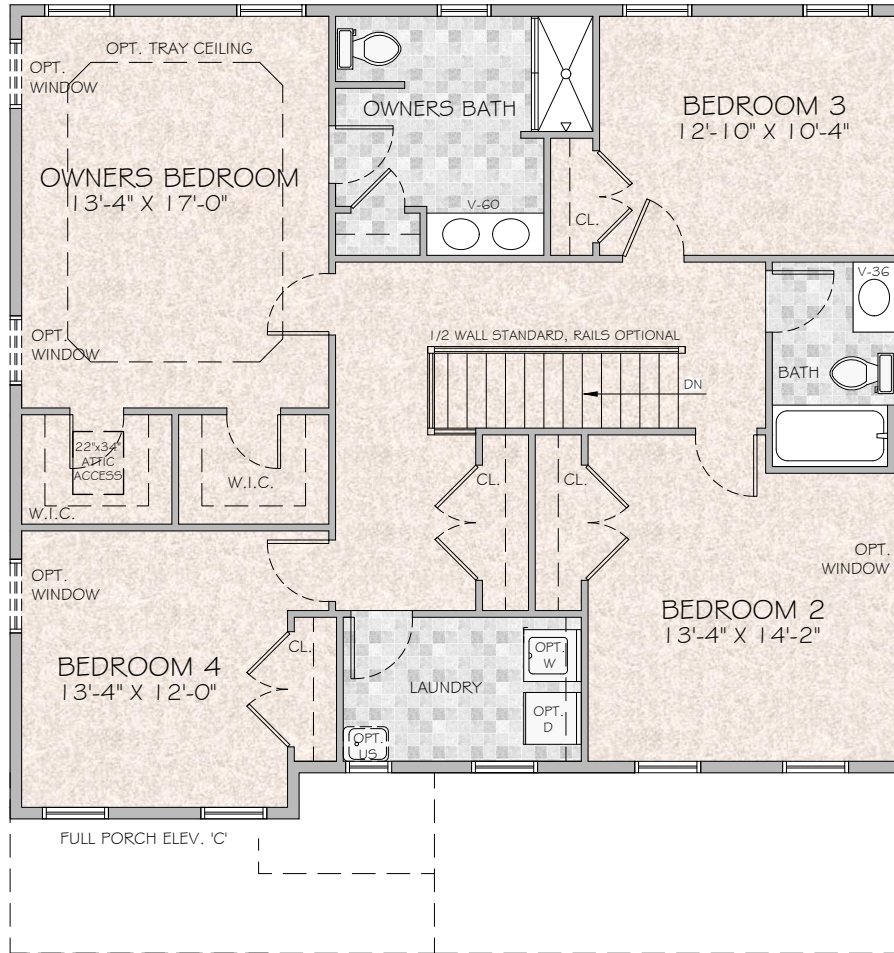 OPT. TRAY CEILING
OPT.
WINDOW
OWNERS BATH
BEDROOM 3
12'-10" X 10'-4"
OWNERS BEDROOM
13'-4" X 17'-0"
V-60
CL.
V-36
OPT.
WINDOW
1/2 WALL STANDARD, RAILS OPTIONAL
DN
BATH
22"x34"
ATTIC
ACCESS
W.I.C.
W.I.C.
CL.
CL.
OPT.
WINDOW
OPT.
WINDOW
BEDROOM 2
13'-4" X 14'-2"
BEDROOM 4
13'-4" X 12'-0"
CL.
LAUNDRY
OPT.
W
OPT.
D
OPT.
US
FULL PORCH ELEV. 'C'